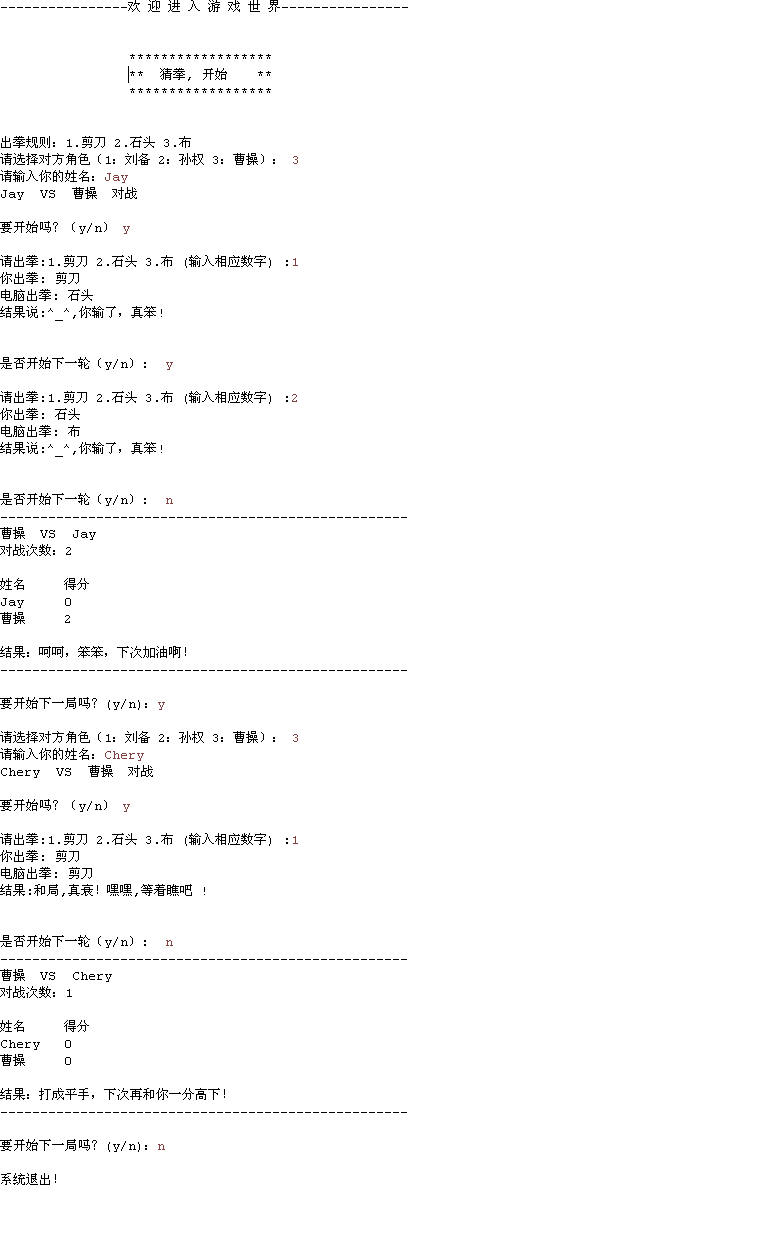 ----------------欢 迎 进 入 游 戏 世 界----------------
******************
** 猜拳, 开始 **
******************
出拳规则: 1.剪刀 2.石头 3.布
请选择对方角色（1: 刘备 2: 孙权 3: 曹操）: 3
请输入你的姓名: Jay
Jay VS 曹操 对战
要开始吗? （y/n） y
请出拳:1.剪刀 2.石头 3.布 (输入相应数字) :1
你出拳: 剪刀
电脑出拳: 石头
结果说:^_^,你输了, 真笨!
是否开始下一轮（y/n）: y
请出拳:1.剪刀 2.石头 3.布 (输入相应数字) :2
你出拳: 石头
电脑出拳: 布
结果说:^_^,你输了, 真笨!
是否开始下一轮（y/n）: n
---------------------------------------------------
曹操 VS Jay
对战次数: 2
姓名 得分
Jay 0
曹操 2
结果: 呵呵, 笨笨, 下次加油啊!
---------------------------------------------------
要开始下一局吗? (y/n): y
请选择对方角色（1: 刘备 2: 孙权 3: 曹操）: 3
请输入你的姓名: Chery
Chery VS 曹操 对战
要开始吗? （y/n） y
请出拳:1.剪刀 2.石头 3.布 (输入相应数字) :1
你出拳: 剪刀
电脑出拳: 剪刀
结果:和局,真衰! 嘿嘿,等着瞧吧 !
是否开始下一轮（y/n）: n
---------------------------------------------------
曹操 VS Chery
对战次数: 1
姓名 得分
Chery 0
曹操 0
结果: 打成平手, 下次再和你一分高下!
---------------------------------------------------
要开始下一局吗? (y/n): n
系统退出!